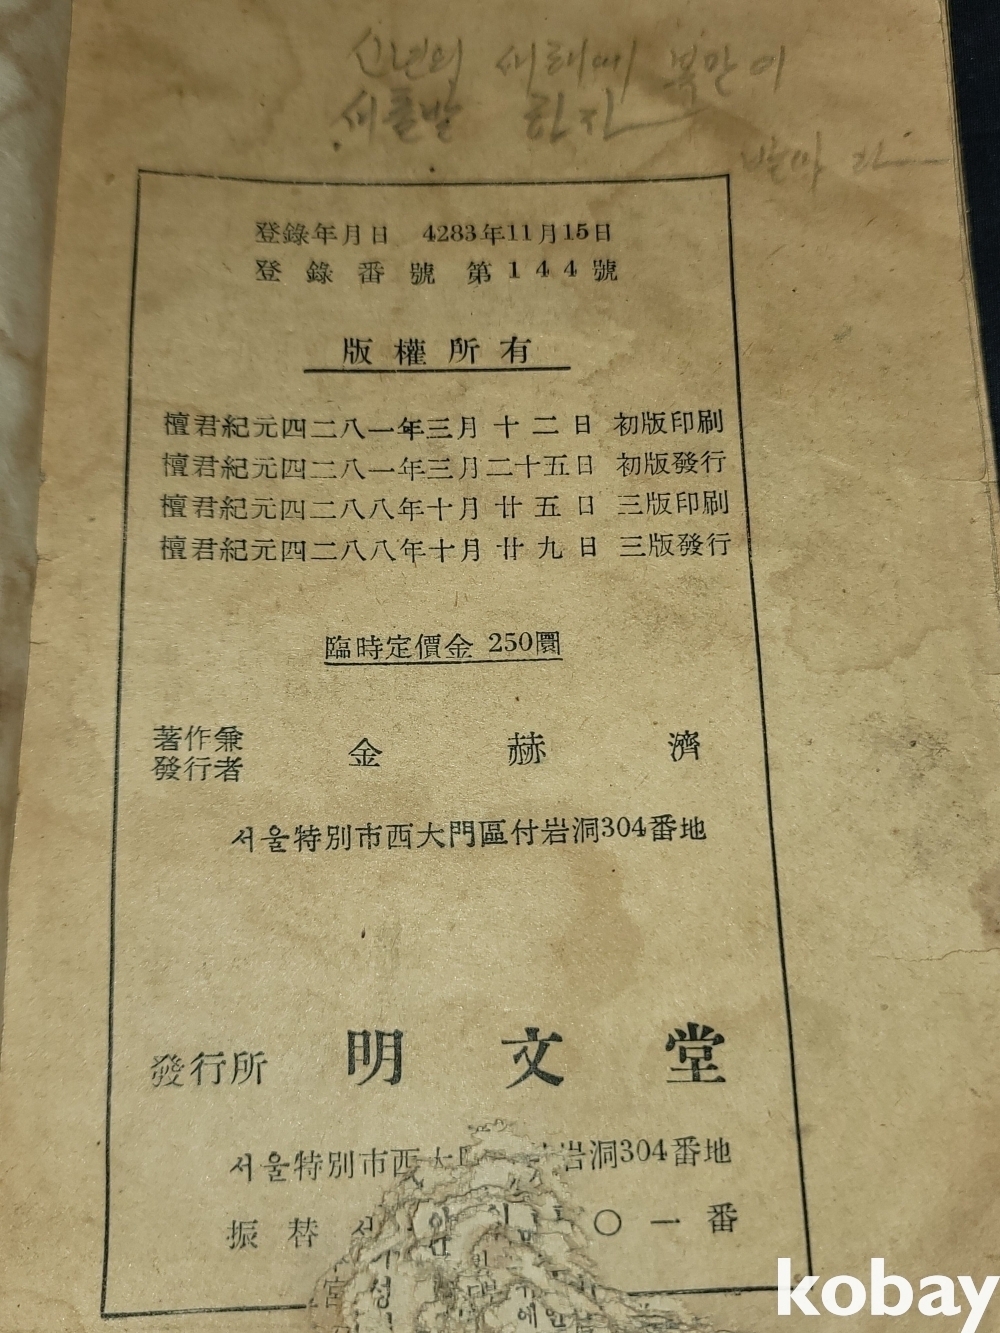 신년의 새해에 복많이
登錄年月日 4283年11月15日
登錄番號 第144號
版權所有
檀君紀元四二八一年三月十二日 初版印刷
檀君紀元四二八一年三月二十五日 初版發行
檀君紀元四二八八年十月廿五日 三版印刷
檀君紀元四二八八年十月廿九日 三版發行
臨時定價金 250圜
著作兼
發行者
金赫濟
서울特別市西大門區付岩洞304番地
發行所 明文堂
서울特別市西大 岩洞304番地
振替 〇一番
kobay